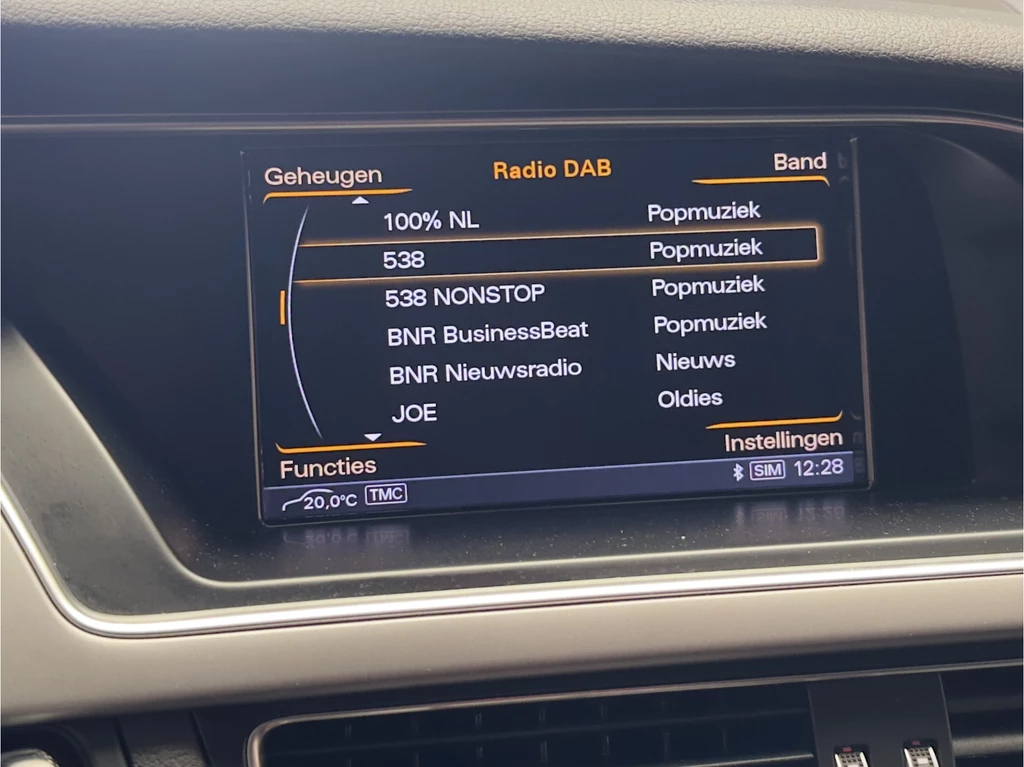 Geheugen Radio DAB Band
100% NL Popmuziek
538 Popmuziek
538 NONSTOP Popmuziek
BNR BusinessBeat Popmuziek
BNR Nieuwsradio Nieuws
JOE Oldies
Functies Instellingen
20,0°C TMC SIM 12:28